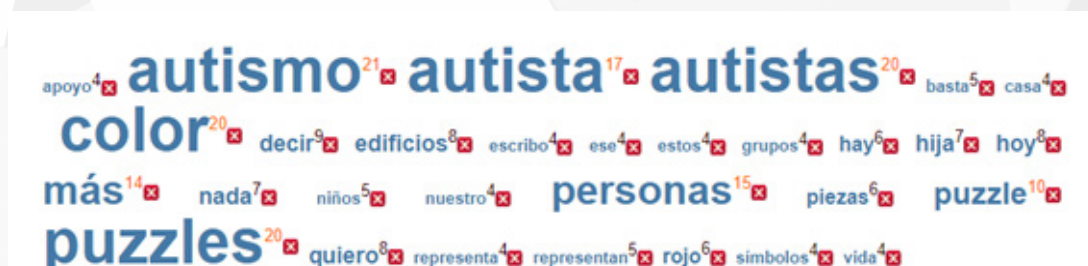 apoyo4 autismo21 autista17 autistas20 basta5 casa4
color20 decir9 edificios8 escribo4 ese4 estos4 grupos4 hay6 hija7 hoy8
más14 nada7 niños5 nuestro4 personas15 piezas6 puzzle10
puzzles20 quiero8 representa4 representan5 rojo6 símbolos4 vida4